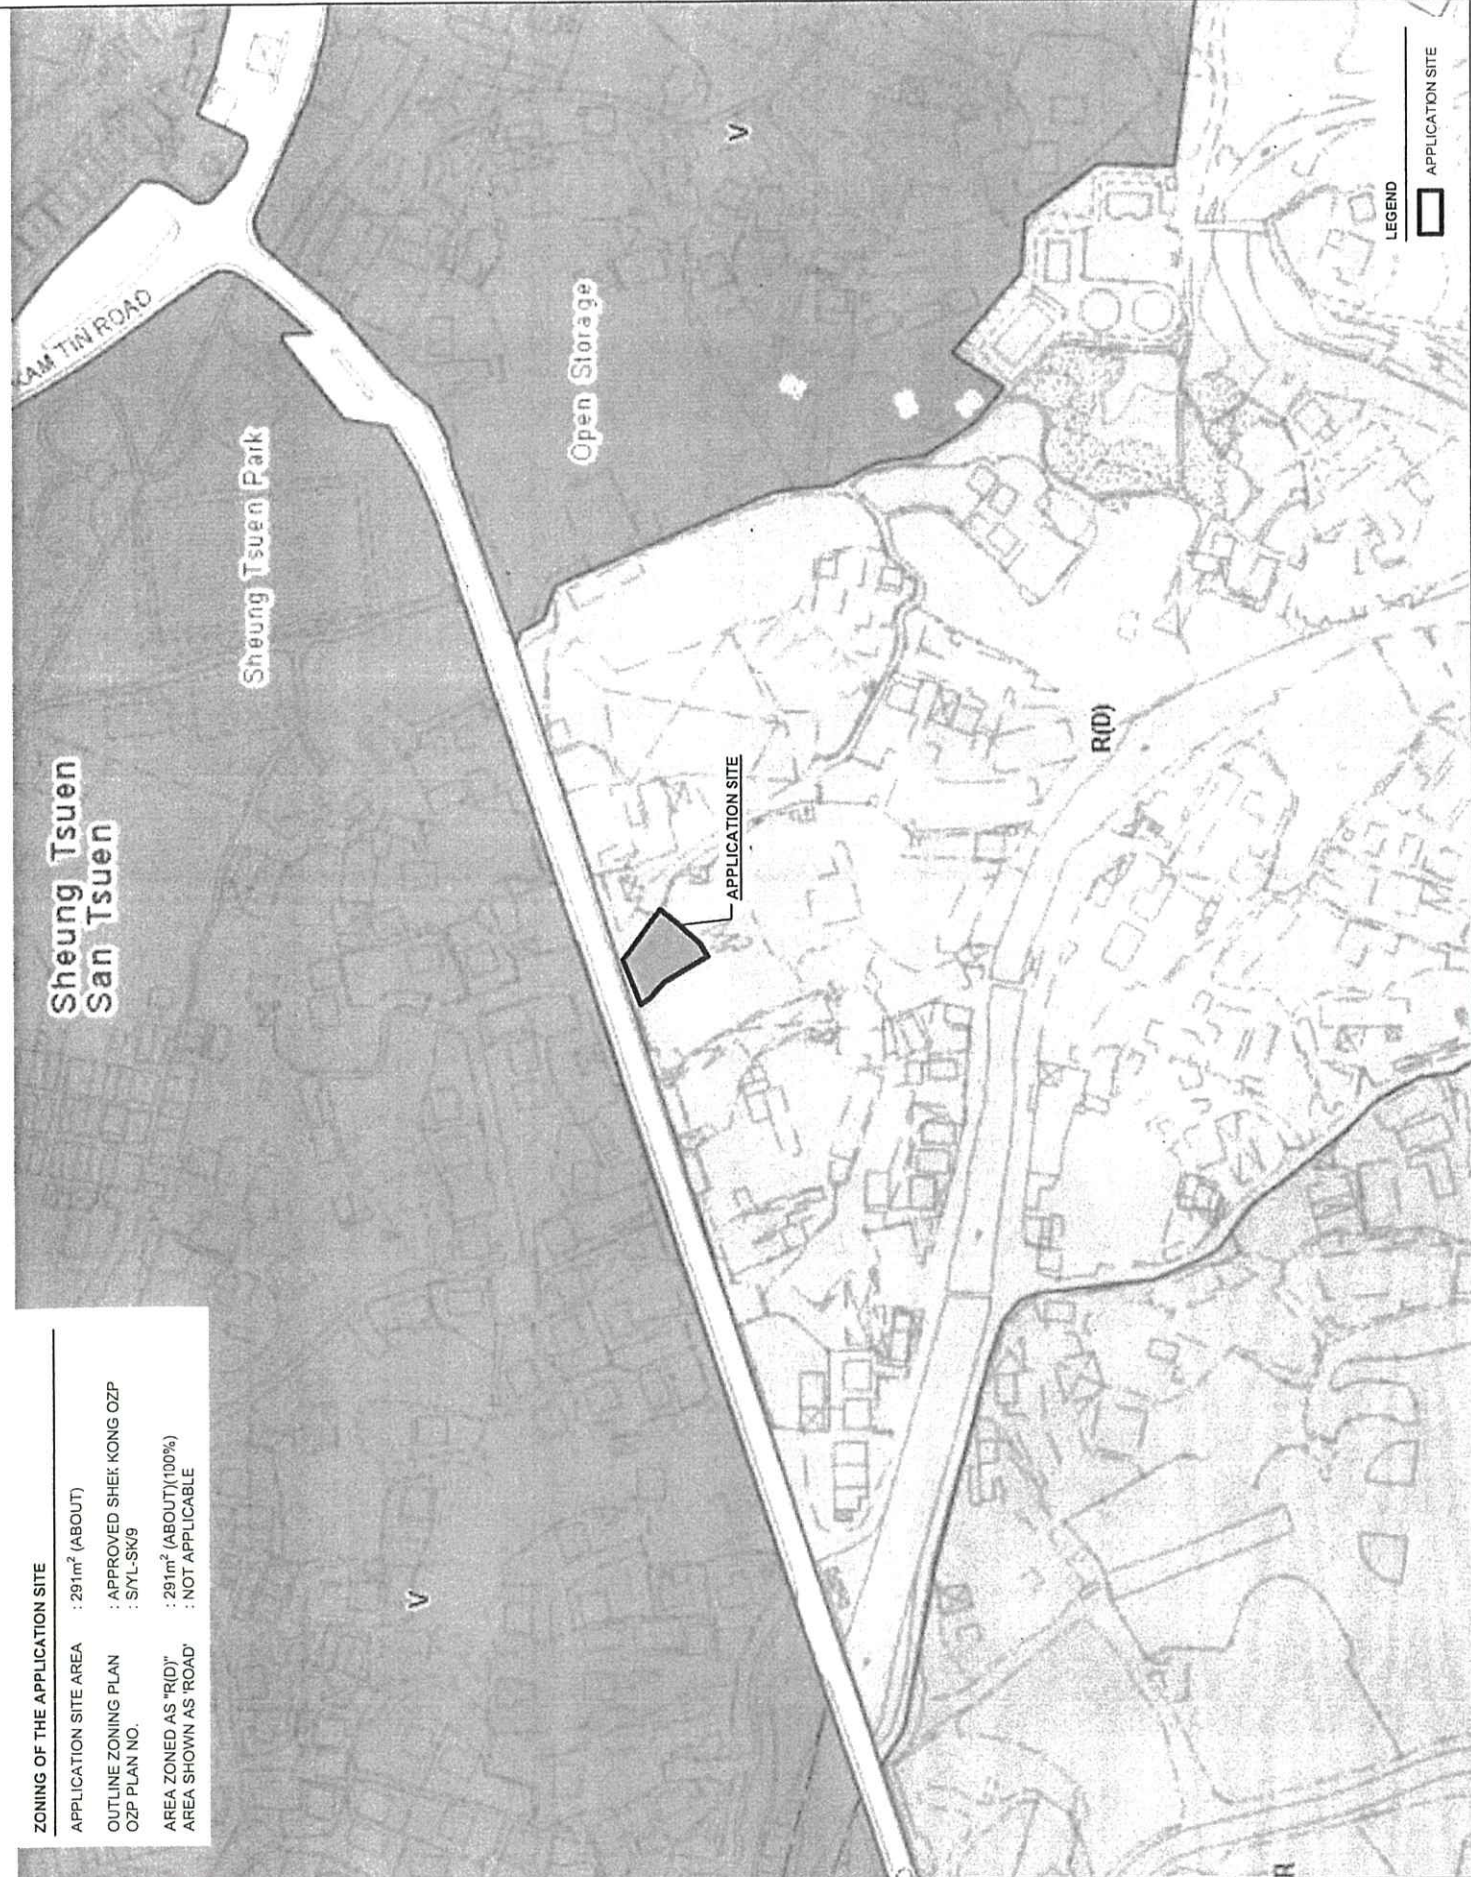 ZONING OF THE APPLICATION SITE
APPLICATION SITE AREA : 291m² (ABOUT)
OUTLINE ZONING PLAN : APPROVED SHEK KONG OZP
OZP PLAN NO. : S/YL-SK/9
AREA ZONED AS "R(D)" : 291m² (ABOUT)(100%)
AREA SHOWN AS 'ROAD' : NOT APPLICABLE
Sheung Tsuen
San Tsuen
Sheung Tsuen Park
KAM TIN ROAD
V
Open Storage
V
APPLICATION SITE
R(D)
R
LEGEND
APPLICATION SITE